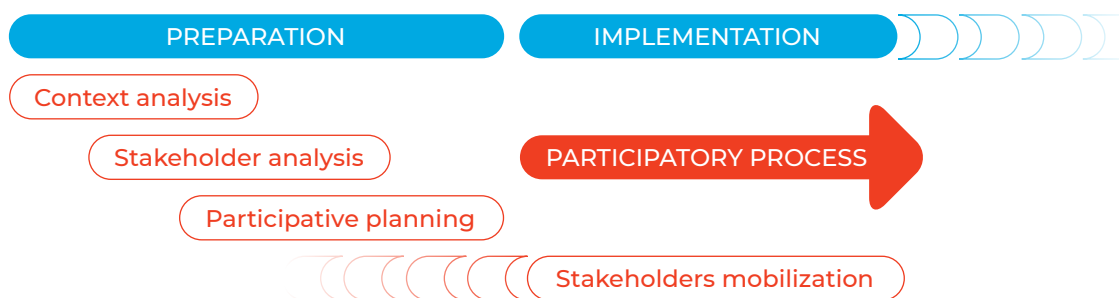 PREPARATION
IMPLEMENTATION
Context analysis
Stakeholder analysis
PARTICIPATORY PROCESS
Participative planning
Stakeholders mobilization